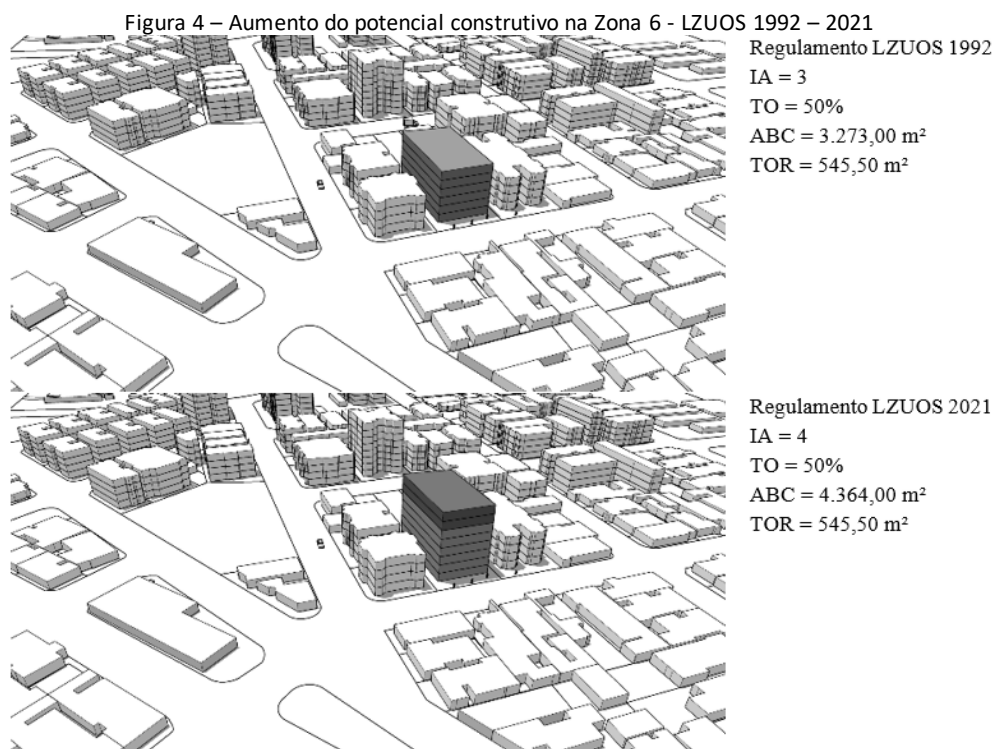 Figura 4 – Aumento do potencial construtivo na Zona 6 - LZUOS 1992 – 2021
Regulamento LZUOS 1992
IA = 3
TO = 50%
ABC = 3.273,00 m²
TOR = 545,50 m²
Regulamento LZUOS 2021
IA = 4
TO = 50%
ABC = 4.364,00 m²
TOR = 545,50 m²